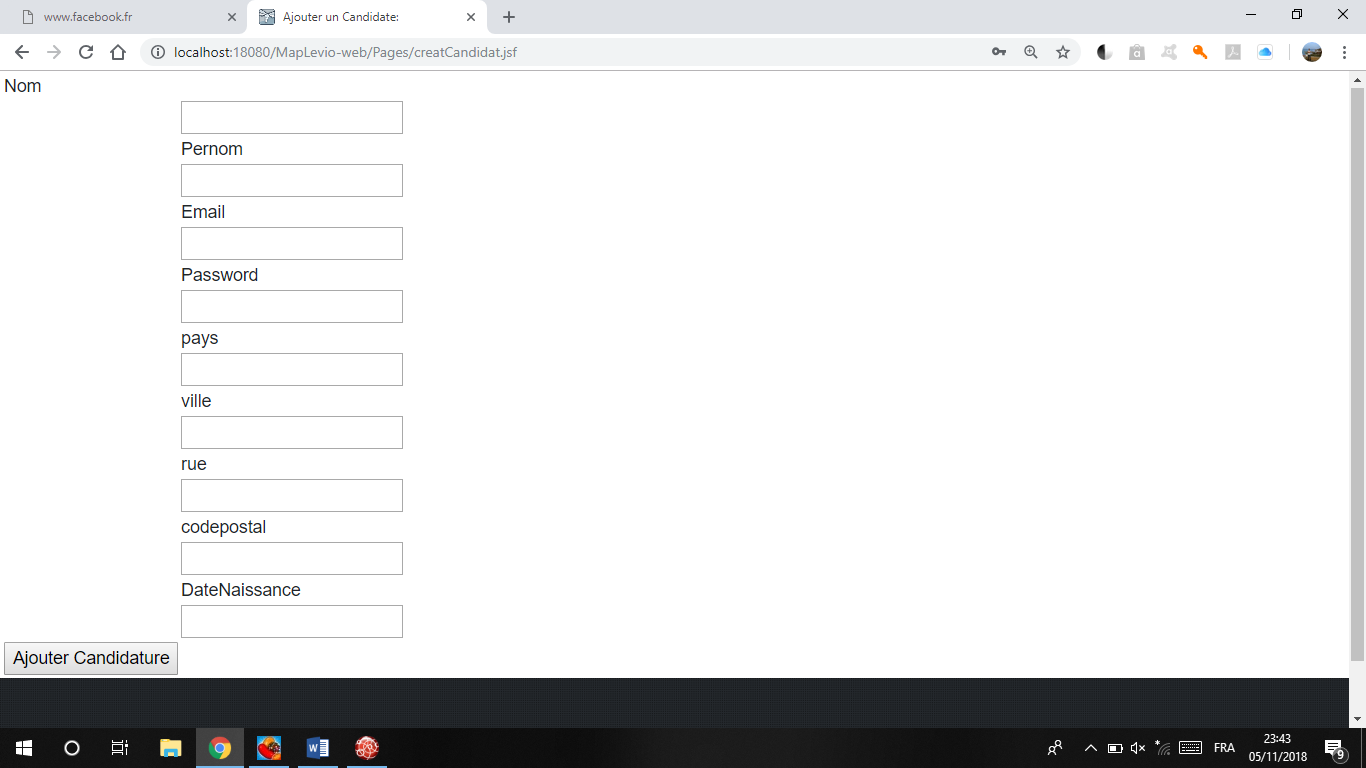 www.facebook.fr
Ajouter un Candidate:
localhost:18080/MapLevio-web/Pages/creatCandidat.jsf
Nom
Pernom
Email
Password
pays
ville
rue
codepostal
DateNaissance
Ajouter Candidature
FRA
23:43
05/11/2018
9